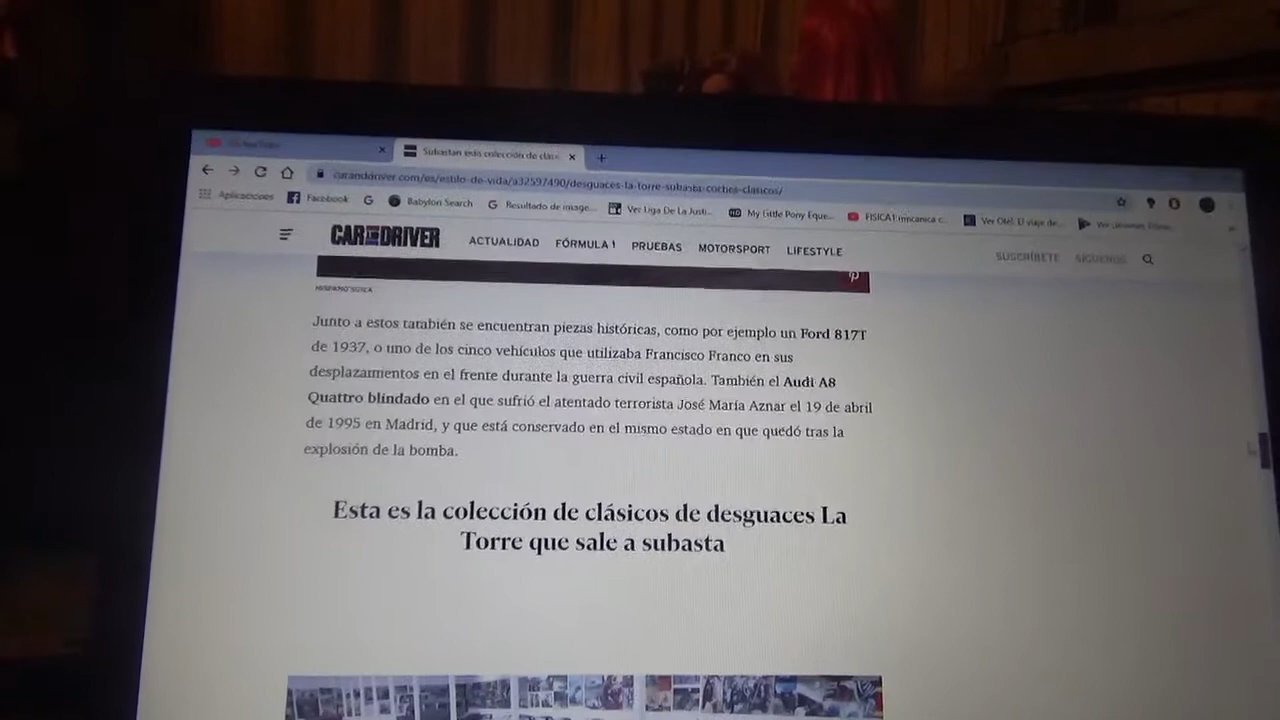 Subastan esta colección de clás
carandriver.com/es/estilo-de-vida/a32597490/desguaces-la-torre-subasta-coches-clasicos/
Aplicaciones Facebook G Babylon Search G Resultado de image... Ver Liga De La Justi... HD My Little Pony Eque... FISICA1:mecanica c... Ver Olé! El viaje de...
CAR DRIVER ACTUALIDAD FÓRMULA 1 PRUEBAS MOTORSPORT LIFESTYLE SUSCRÍBETE SÍGUENOS
HISPANO SUIZA
Junto a estos también se encuentran piezas históricas, como por ejemplo un Ford 817T
de 1937, o uno de los cinco vehículos que utilizaba Francisco Franco en sus
desplazamientos en el frente durante la guerra civil española. También el Audi A8
Quattro blindado en el que sufrió el atentado terrorista José María Aznar el 19 de abril
de 1995 en Madrid, y que está conservado en el mismo estado en que quedó tras la
explosión de la bomba.
Esta es la colección de clásicos de desguaces La
Torre que sale a subasta